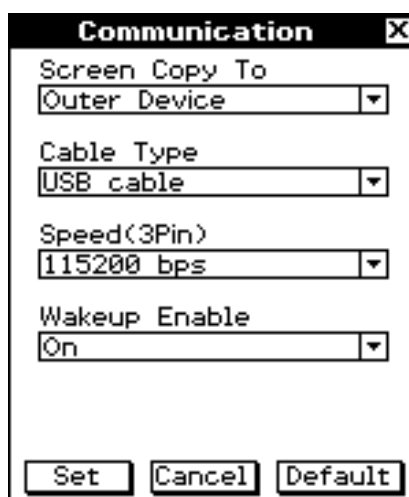 Communication X
Screen Copy To
Outer Device
Cable Type
USB cable
Speed(3Pin)
115200 bps
Wakeup Enable
On
Set Cancel Default